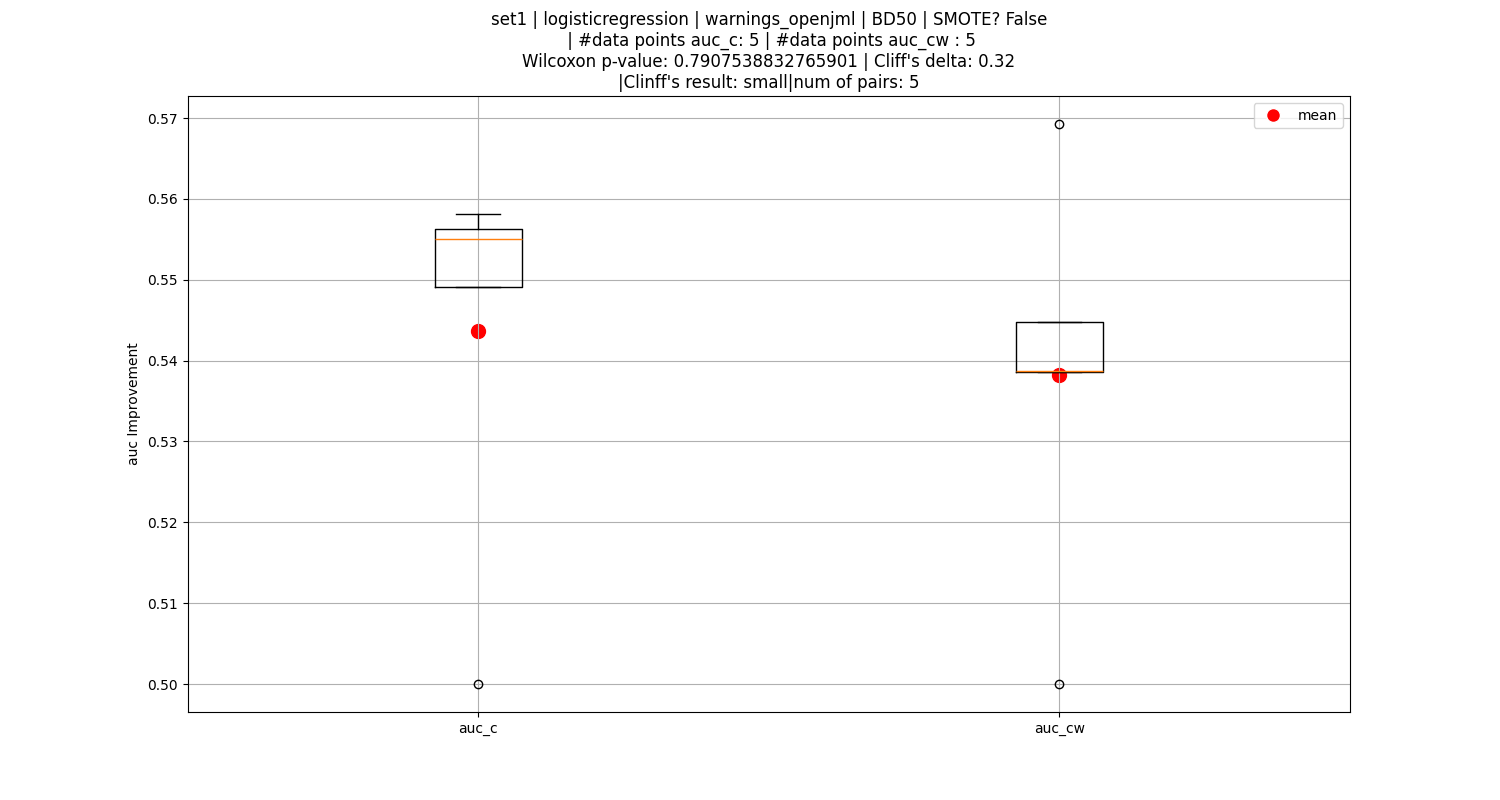 set1 | logisticregression | warnings_openjml | BD50 | SMOTE? False
| #data points auc_c: 5 | #data points auc_cw : 5
Wilcoxon p-value: 0.7907538832765901 | Cliff's delta: 0.32
|Clinff's result: small|num of pairs: 5
mean
0.57
0.56
0.55
0.54
0.53
0.52
0.51
0.50
auc Improvement
auc_c
auc_cw